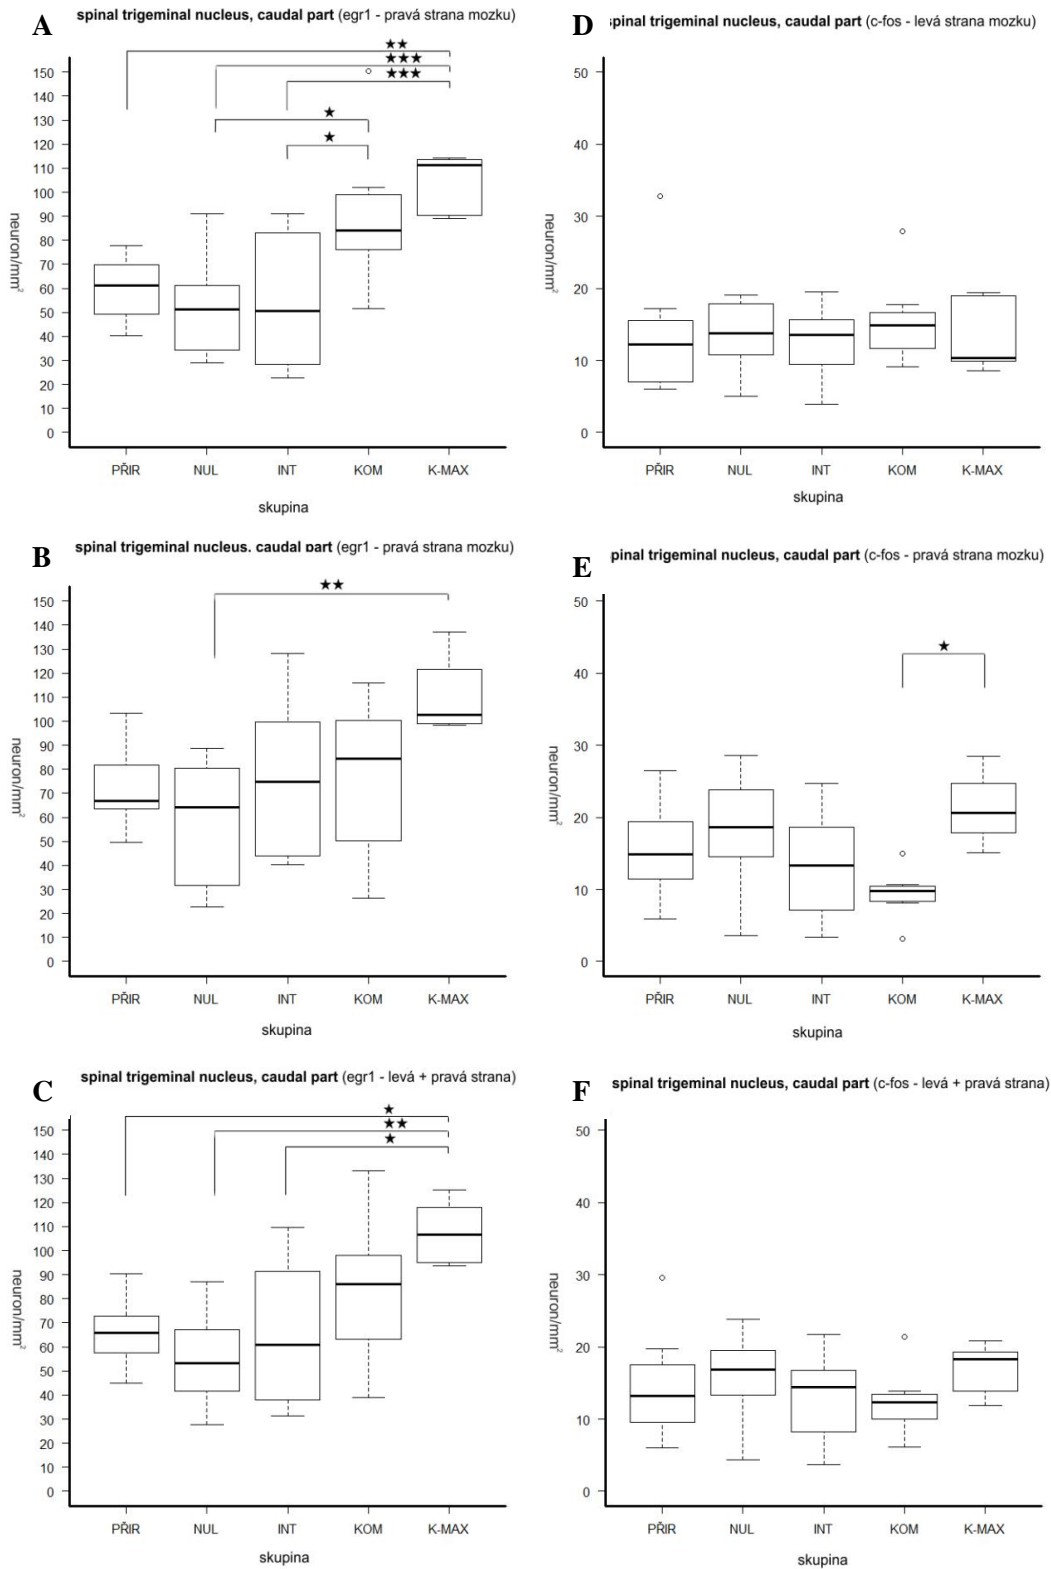 A
spinal trigeminal nucleus, caudal part (egr1 - pravá strana mozku)
★★
★★★
★★★
★
★
150
140
130
120
110
100
90
80
70
60
50
40
30
20
10
0
neuron/mm²
PŘIR NUL INT KOM K-MAX
skupina
B
spinal trigeminal nucleus. caudal part (egr1 - pravá strana mozku)
★★
150
140
130
120
110
100
90
80
70
60
50
40
30
20
10
0
neuron/mm²
PŘIR NUL INT KOM K-MAX
skupina
C
spinal trigeminal nucleus, caudal part (egr1 - levá + pravá strana)
★
★★
★
150
140
130
120
110
100
90
80
70
60
50
40
30
20
10
0
neuron/mm²
PŘIR NUL INT KOM K-MAX
skupina
D
spinal trigeminal nucleus, caudal part (c-fos - levá strana mozku)
50
40
30
20
10
0
neuron/mm²
PŘIR NUL INT KOM K-MAX
skupina
E
pinal trigeminal nucleus, caudal part (c-fos - pravá strana mozku)
★
50
40
30
20
10
0
neuron/mm²
PŘIR NUL INT KOM K-MAX
skupina
F
spinal trigeminal nucleus, caudal part (c-fos - levá + pravá strana)
50
40
30
20
10
0
neuron/mm²
PŘIR NUL INT KOM K-MAX
skupina